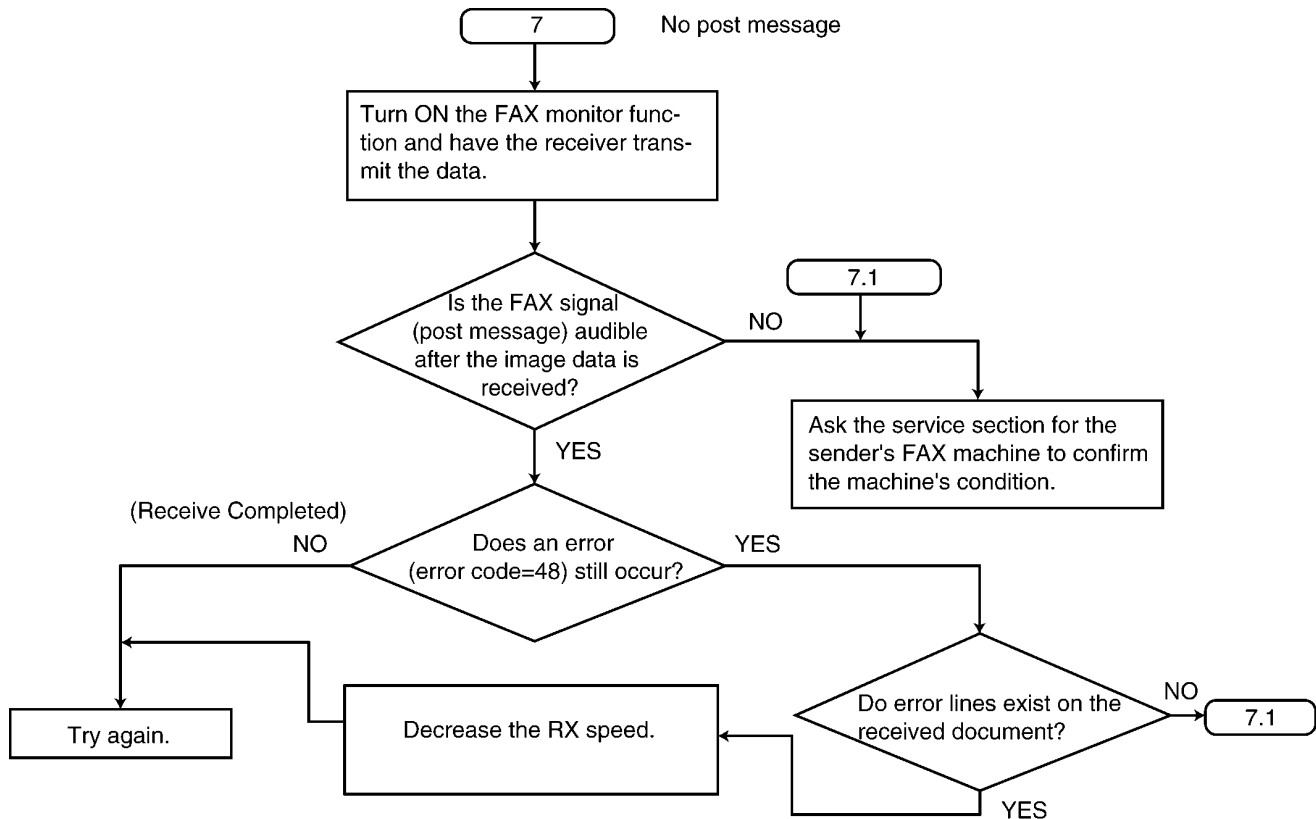 7
No post message
Turn ON the FAX monitor func-
tion and have the receiver trans-
mit the data.
7.1
Is the FAX signal
(post message) audible
after the image data is
received?
NO
Ask the service section for the
sender's FAX machine to confirm
the machine's condition.
YES
(Receive Completed)
NO
Does an error
(error code=48) still occur?
YES
Do error lines exist on the
received document?
NO
7.1
Decrease the RX speed.
Try again.
YES